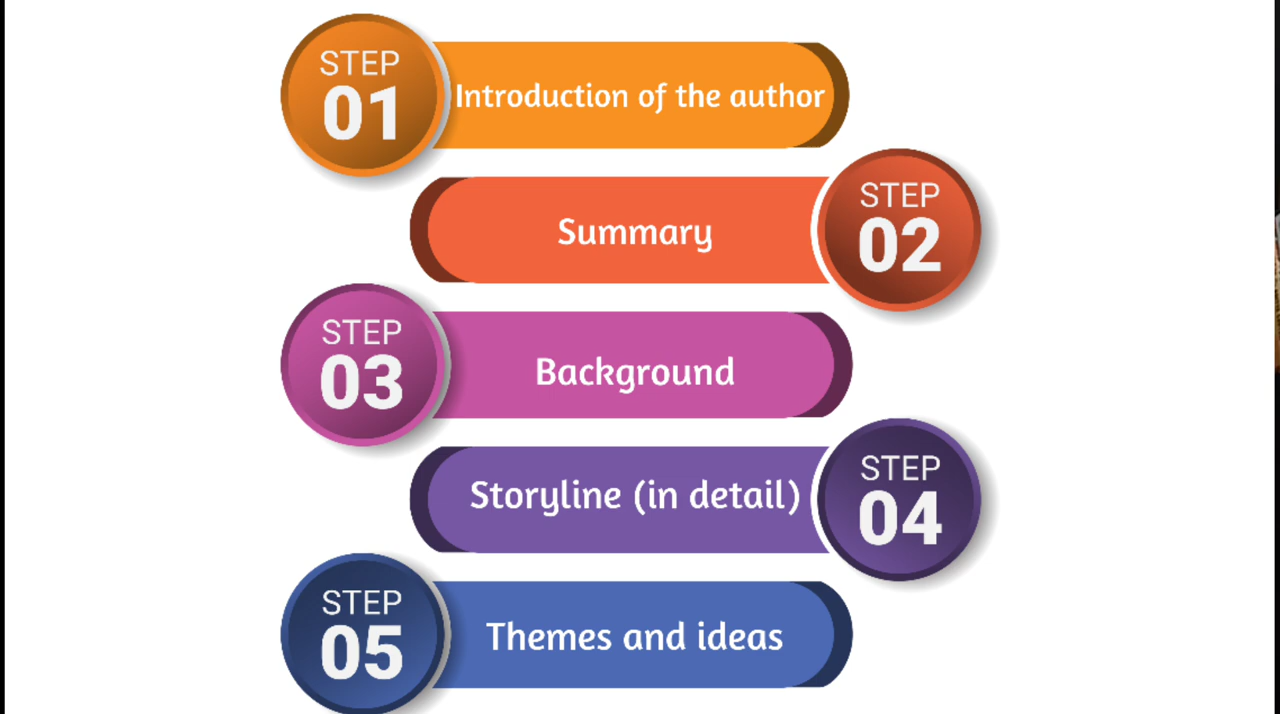 STEP
01
Introduction of the author
STEP
02
Summary
STEP
03
Background
STEP
04
Storyline (in detail)
STEP
05
Themes and ideas